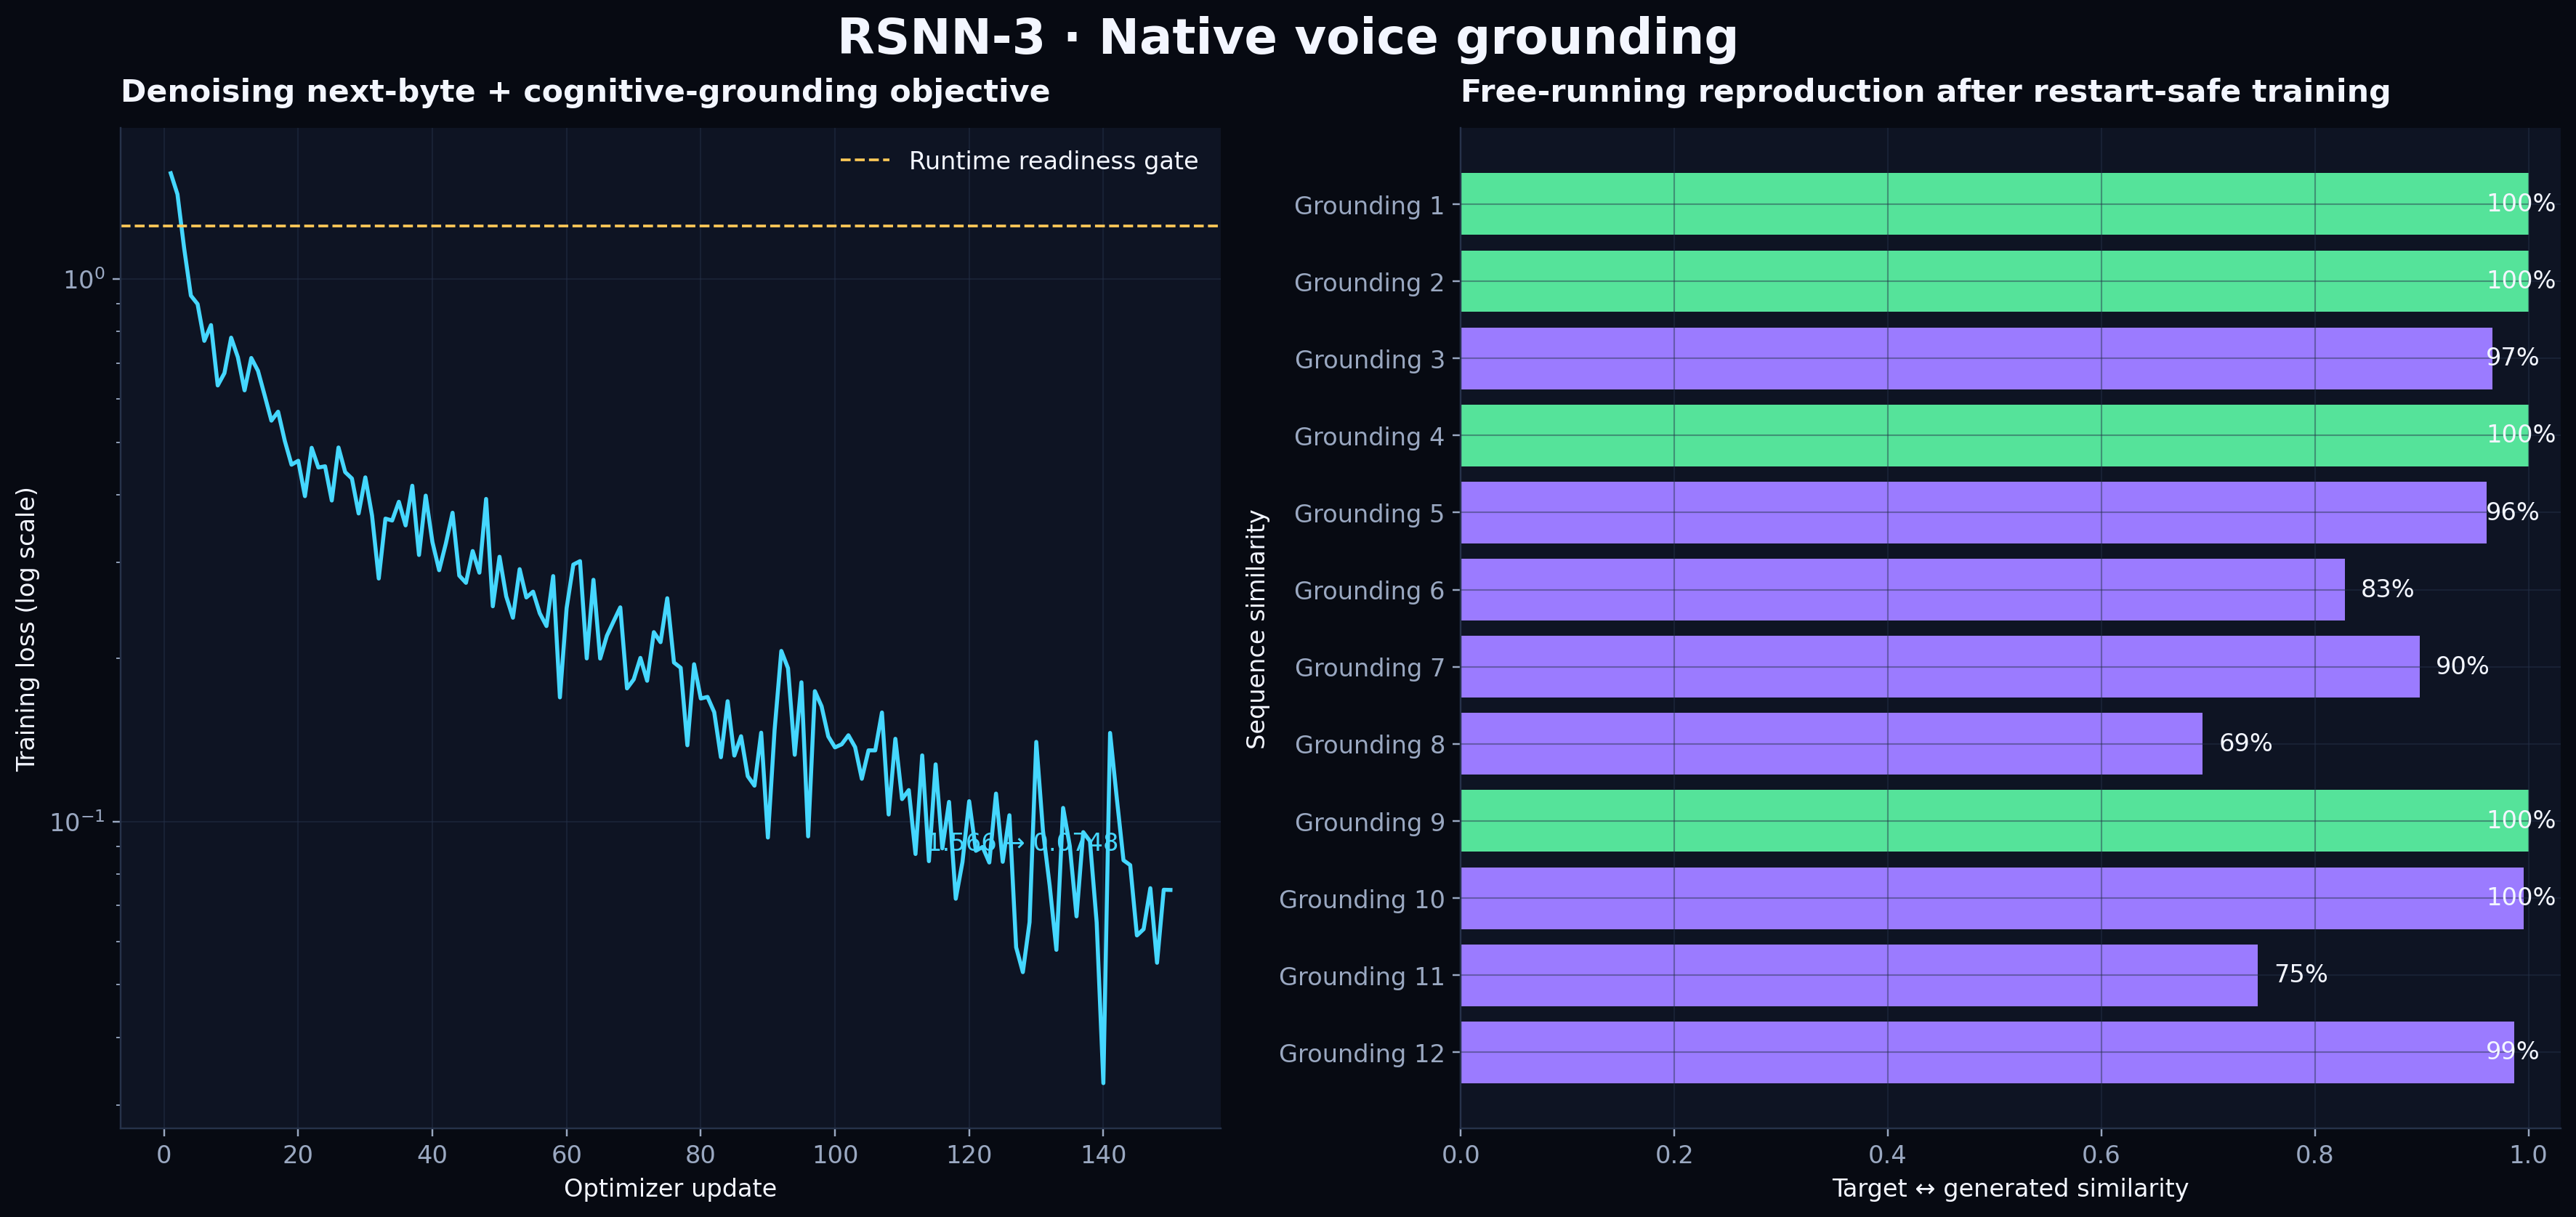 RSNN-3 · Native voice grounding
Denoising next-byte + cognitive-grounding objective
Runtime readiness gate
10⁰
10⁻¹
1.566 → 0.0748
Training loss (log scale)
0 20 40 60 80 100 120 140
Optimizer update
Free-running reproduction after restart-safe training
Sequence similarity
Grounding 1 100%
Grounding 2 100%
Grounding 3 97%
Grounding 4 100%
Grounding 5 96%
Grounding 6 83%
Grounding 7 90%
Grounding 8 69%
Grounding 9 100%
Grounding 10 100%
Grounding 11 75%
Grounding 12 99%
0.0 0.2 0.4 0.6 0.8 1.0
Target ↔ generated similarity